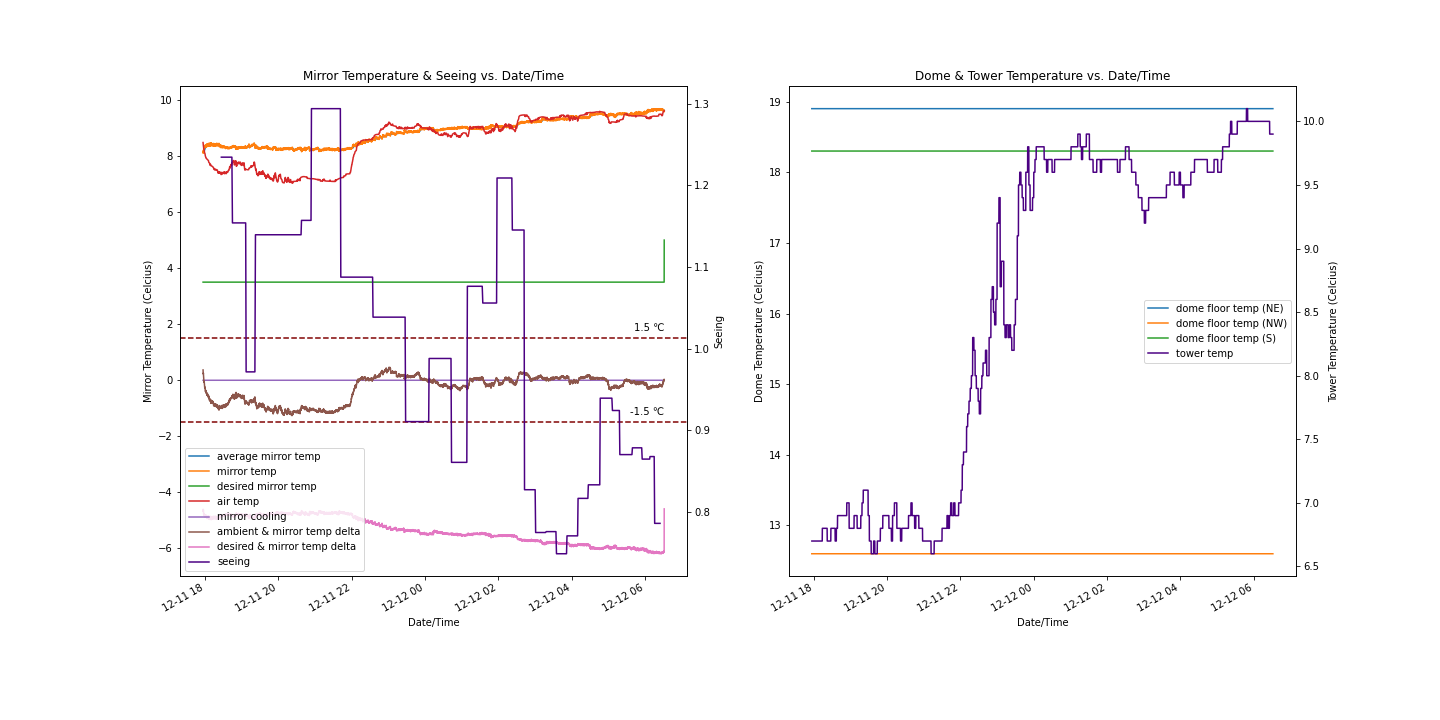 Mirror Temperature & Seeing vs. Date/Time
10
8
6
4
2
0
−2
−4
−6
Mirror Temperature (Celcius)
1.3
1.2
1.1
1.0
0.9
0.8
Seeing
1.5 °C
-1.5 °C
average mirror temp
mirror temp
desired mirror temp
air temp
mirror cooling
ambient & mirror temp delta
desired & mirror temp delta
seeing
12-11 18
12-11 20
12-11 22
12-12 00
12-12 02
12-12 04
12-12 06
Date/Time
Dome & Tower Temperature vs. Date/Time
19
18
17
16
15
14
13
Dome Temperature (Celcius)
10.0
9.5
9.0
8.5
8.0
7.5
7.0
6.5
Tower Temperature (Celcius)
dome floor temp (NE)
dome floor temp (NW)
dome floor temp (S)
tower temp
12-11 18
12-11 20
12-11 22
12-12 00
12-12 02
12-12 04
12-12 06
Date/Time